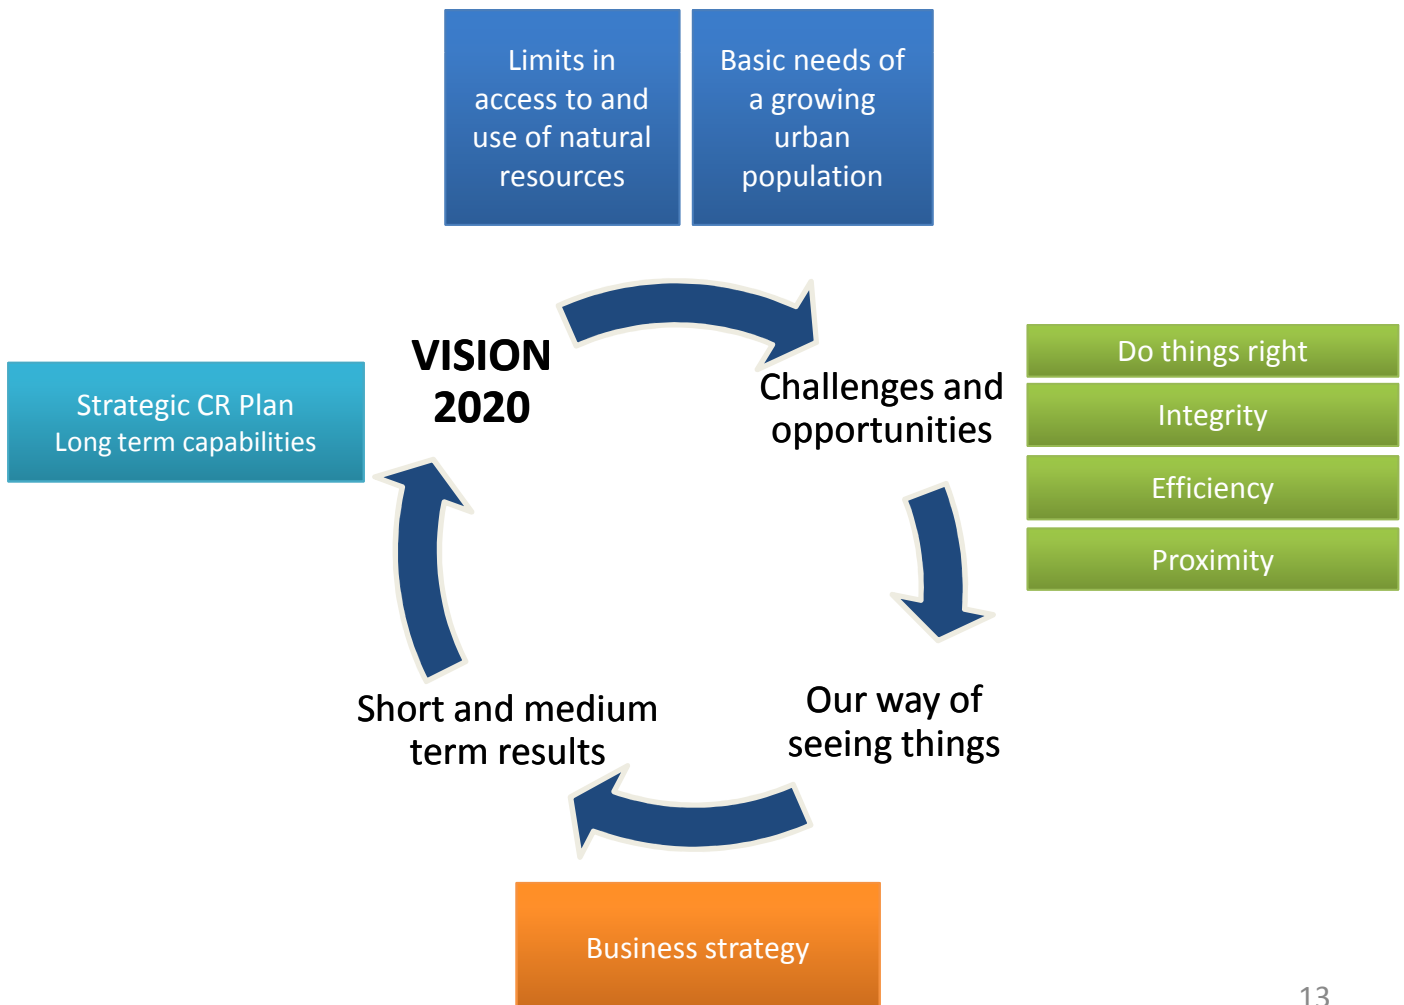 Limits in
access to and
use of natural
resources
Basic needs of
a growing
urban
population
VISION
2020
Challenges and
opportunities
Do things right
Integrity
Efficiency
Proximity
Strategic CR Plan
Long term capabilities
Our way of
seeing things
Short and medium
term results
Business strategy
13